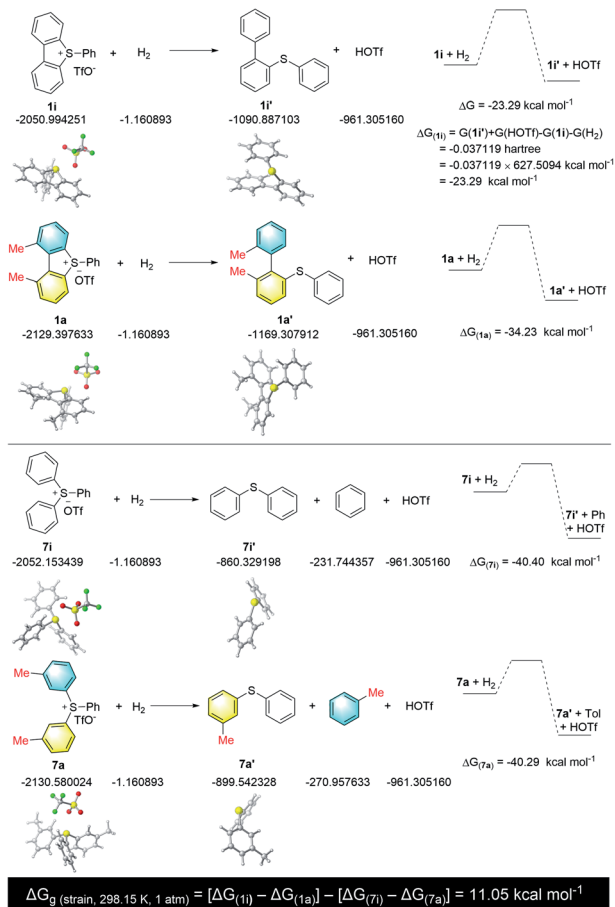 S–Ph
+
TfO-
+ H2
S
+ HOTf
1i + H2
1i' + HOTf
1i
1i'
ΔG = -23.29 kcal mol-1
-2050.994251 -1.160893 -1090.887103 -961.305160
ΔG(1i) = G(1i')+G(HOTf)-G(1i)-G(H2)
= -0.037119 hartree
= -0.037119 × 627.5094 kcal mol-1
= -23.29 kcal mol-1
Me
Me
S–Ph
+
−
OTf
+ H2
Me
Me
S
+ HOTf
1a + H2
1a' + HOTf
1a
1a'
ΔG(1a) = -34.23 kcal mol-1
-2129.397633 -1.160893 -1169.307912 -961.305160
S–Ph
+
−
OTf
+ H2
S
+
+ HOTf
7i + H2
7i' + Ph
+ HOTf
7i
7i'
-2052.153439 -1.160893 -860.329198 -231.744357 -961.305160
ΔG(7i) = -40.40 kcal mol-1
Me
Me
S–Ph
+
TfO-
+ H2
S
Me
+
Me
+ HOTf
7a + H2
7a' + Tol
+ HOTf
7a
7a'
ΔG(7a) = -40.29 kcal mol-1
-2130.580024 -1.160893 -899.542328 -270.957633 -961.305160
ΔGg (strain, 298.15 K, 1 atm) = [ΔG(1i) – ΔG(1a)] – [ΔG(7i) – ΔG(7a)] = 11.05 kcal mol-1